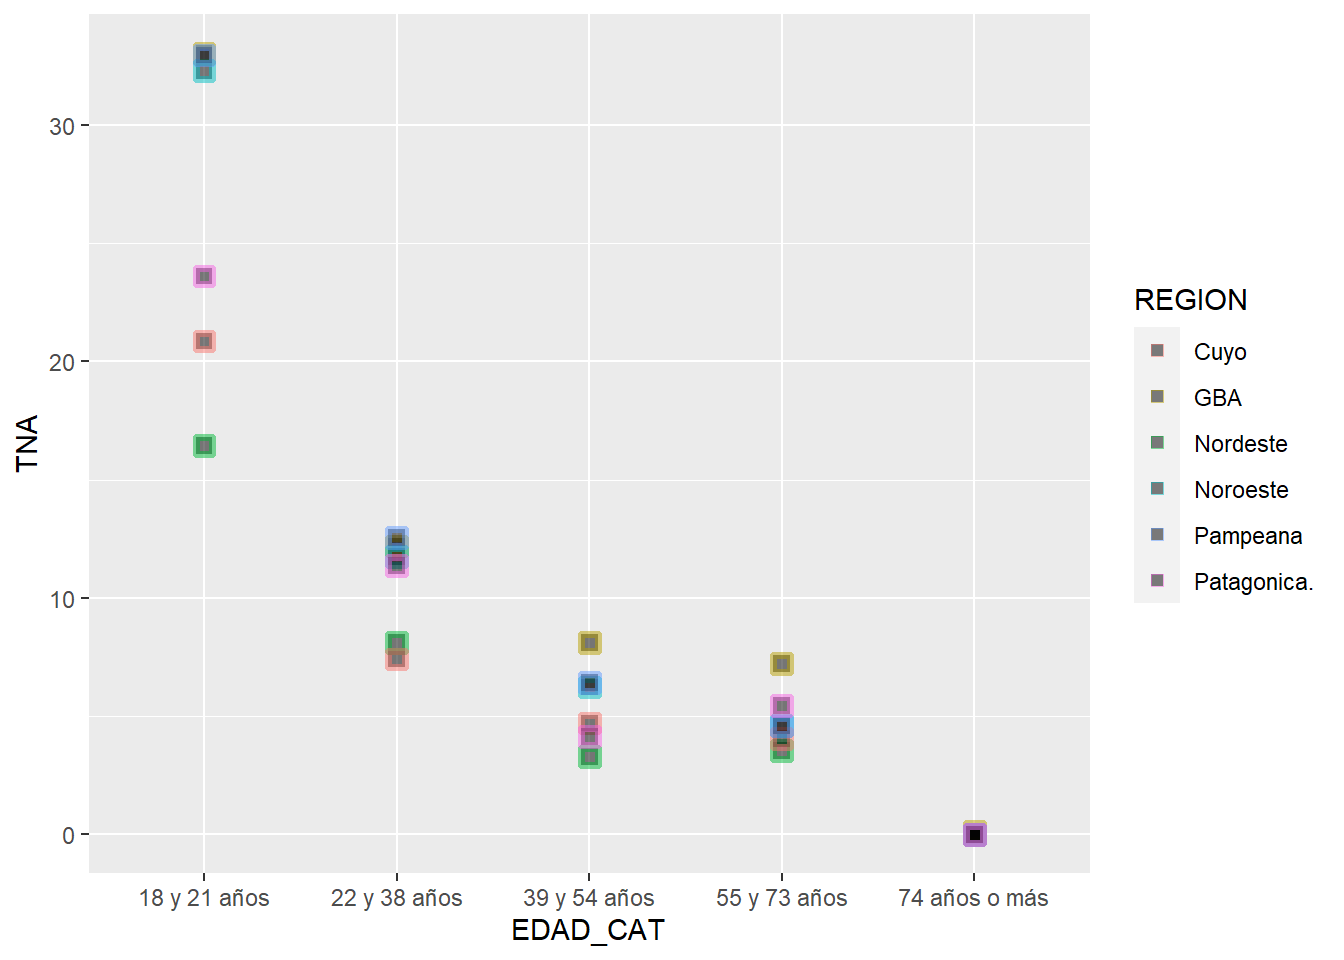 30
20
10
0
TNA
18 y 21 años
22 y 38 años
39 y 54 años
55 y 73 años
74 años o más
EDAD_CAT
REGION
Cuyo
GBA
Nordeste
Noroeste
Pampeana
Patagonica.